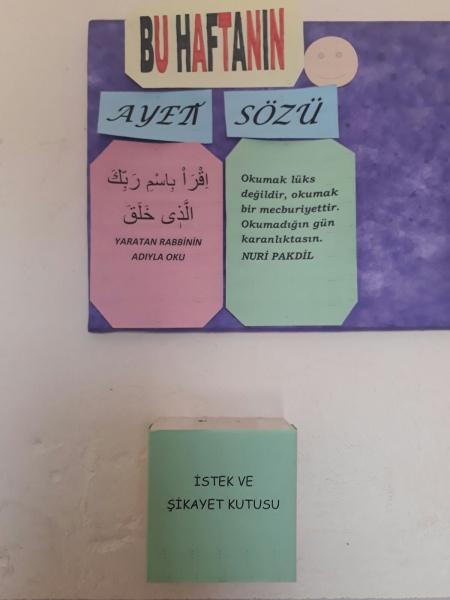 BU HAFTANIN
AYETİ
SÖZÜ
اِقْرَأْ بِاسْمِ رَبِّكَ
الَّذ۪ي خَلَقَ
YARATAN RABBİNİN
ADIYLA OKU
Okumak lüks
değildir, okumak
bir mecburiyettir.
Okumadığın gün
karanlıktasın.
NURİ PAKDİL
İSTEK VE
ŞİKAYET KUTUSU